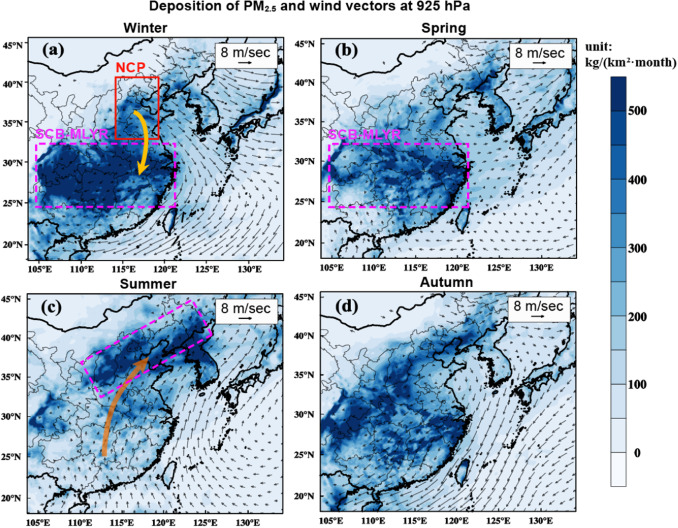 Deposition of PM2.5 and wind vectors at 925 hPa
Winter
Spring
unit:
kg/(km²·month)
45°N
40°N
35°N
30°N
25°N
20°N
(a)
NCP
SCB-MLYR
8 m/sec
105°E 110°E 115°E 120°E 125°E 130°E
45°N
40°N
35°N
30°N
25°N
20°N
(b)
SCB-MLYR
8 m/sec
105°E 110°E 115°E 120°E 125°E 130°E
Summer
Autumn
45°N
40°N
35°N
30°N
25°N
20°N
(c)
8 m/sec
105°E 110°E 115°E 120°E 125°E 130°E
45°N
40°N
35°N
30°N
25°N
20°N
(d)
8 m/sec
105°E 110°E 115°E 120°E 125°E 130°E
500
400
300
200
100
0